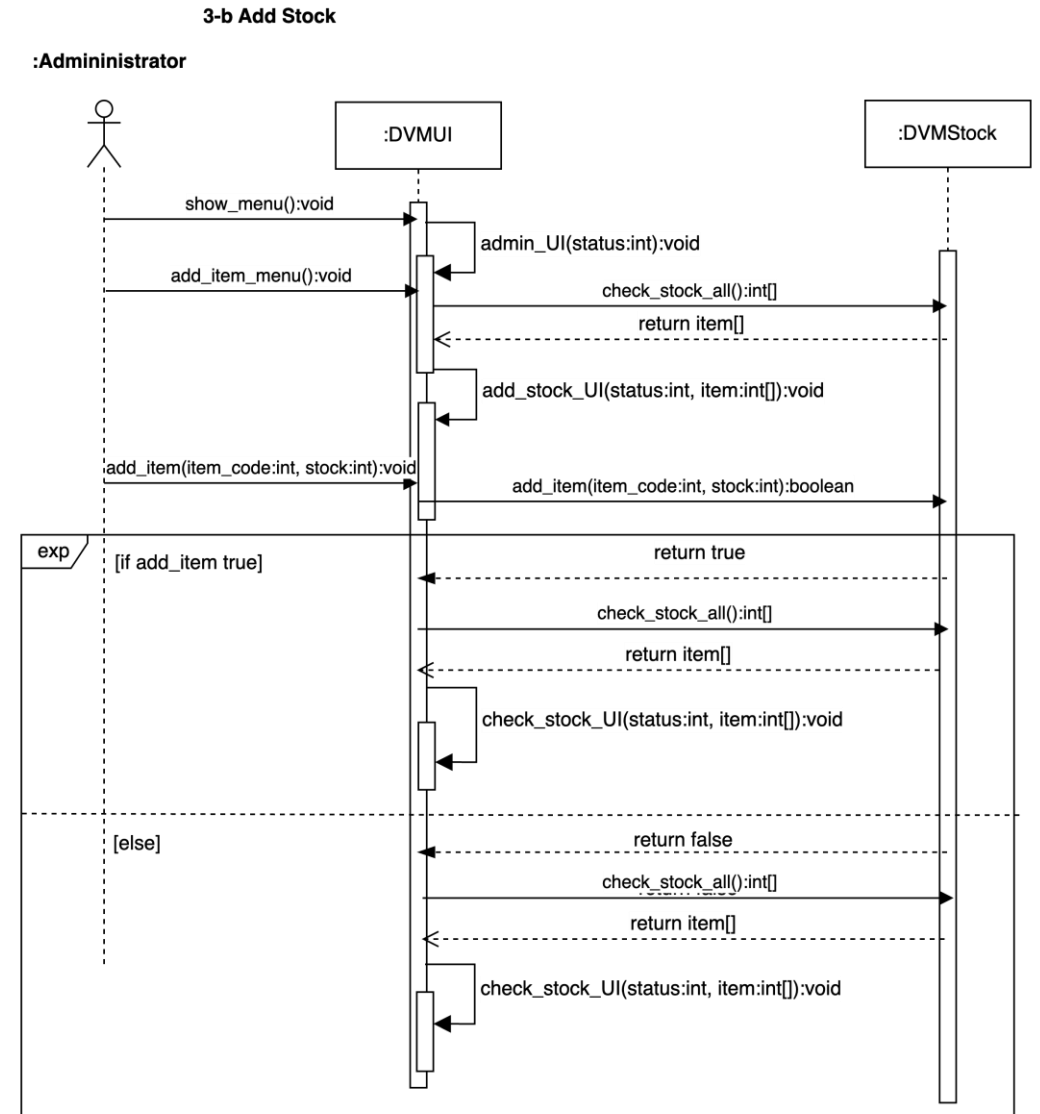 3-b Add Stock
:Admininistrator
:DVMUI
:DVMStock
show_menu():void
admin_UI(status:int):void
add_item_menu():void
check_stock_all():int[]
return item[]
add_stock_UI(status:int, item:int[]):void
add_item(item_code:int, stock:int):void
add_item(item_code:int, stock:int):boolean
exp
[if add_item true]
return true
check_stock_all():int[]
return item[]
check_stock_UI(status:int, item:int[]):void
[else]
return false
check_stock_all():int[]
return item[]
check_stock_UI(status:int, item:int[]):void